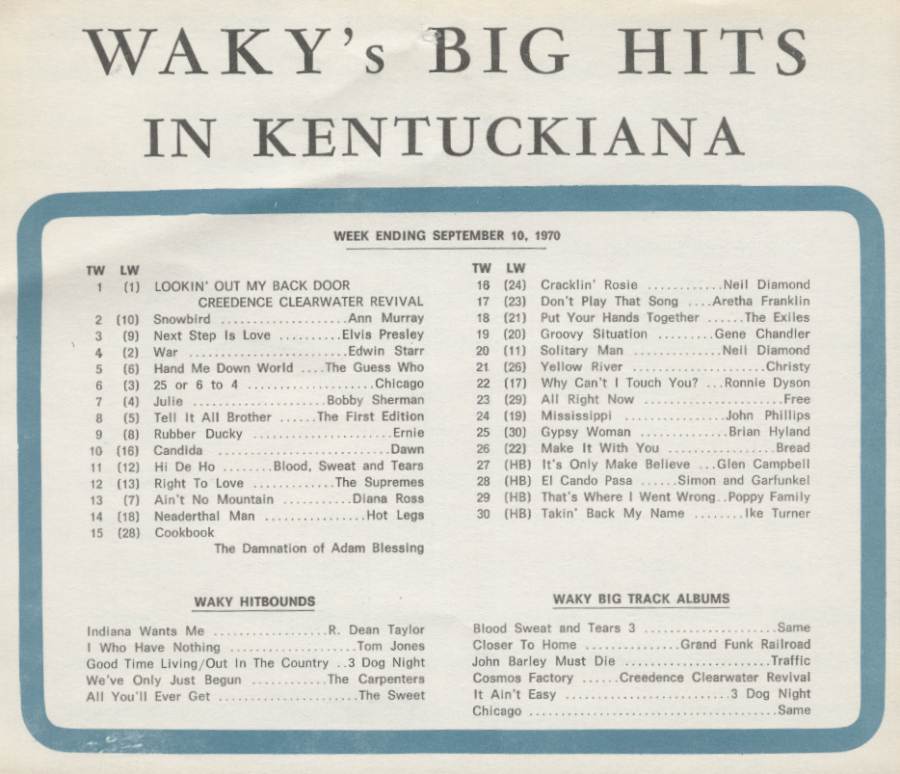 WAKY's BIG HITS
IN KENTUCKIANA
WEEK ENDING SEPTEMBER 10, 1970
TW LW
1 (1) LOOKIN' OUT MY BACK DOOR
CREEDENCE CLEARWATER REVIVAL
2 (10) Snowbird ..................Ann Murray
3 (9) Next Step Is Love ..........Elvis Presley
4 (2) War .......................Edwin Starr
5 (6) Hand Me Down World ....The Guess Who
6 (3) 25 or 6 to 4 ...................Chicago
7 (4) Julie .................Bobby Sherman
8 (5) Tell It All Brother ......The First Edition
9 (8) Rubber Ducky .....................Ernie
10 (16) Candida ...........................Dawn
11 (12) Hi De Ho ........Blood, Sweat and Tears
12 (13) Right To Love .............The Supremes
13 (7) Ain't No Mountain ...........Diana Ross
14 (18) Neaderthal Man ...............Hot Legs
15 (28) Cookbook
The Damnation of Adam Blessing
TW LW
16 (24) Cracklin' Rosie ............Neil Diamond
17 (23) Don't Play That Song ....Aretha Franklin
18 (21) Put Your Hands Together ......The Exiles
19 (20) Groovy Situation .........Gene Chandler
20 (11) Solitary Man ..............Neil Diamond
21 (26) Yellow River ....................Christy
22 (17) Why Can't I Touch You? ...Ronnie Dyson
23 (29) All Right Now .....................Free
24 (19) Mississippi .................John Phillips
25 (30) Gypsy Woman ...............Brian Hyland
26 (22) Make It With You .................Bread
27 (HB) It's Only Make Believe ...Glen Campbell
28 (HB) El Cando Pasa ......Simon and Garfunkel
29 (HB) That's Where I Went Wrong..Poppy Family
30 (HB) Takin' Back My Name ........Ike Turner
WAKY HITBOUNDS
Indiana Wants Me .................R. Dean Taylor
I Who Have Nothing ...................Tom Jones
Good Time Living/Out In The Country ..3 Dog Night
We've Only Just Begun ............The Carpenters
All You'll Ever Get .....................The Sweet
WAKY BIG TRACK ALBUMS
Blood Sweat and Tears 3 ....................Same
Closer To Home ..............Grand Funk Railroad
John Barley Must Die .....................Traffic
Cosmos Factory ......Creedence Clearwater Revival
It Ain't Easy .........................3 Dog Night
Chicago .....................................Same